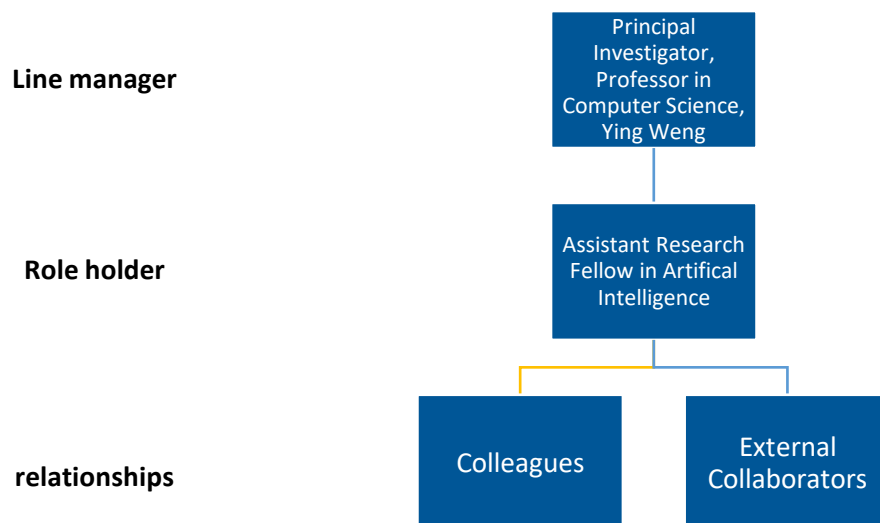 Line manager
Principal
Investigator,
Professor in
Computer Science,
Ying Weng
Role holder
Assistant Research
Fellow in Artifical
Intelligence
relationships
Colleagues
External
Collaborators